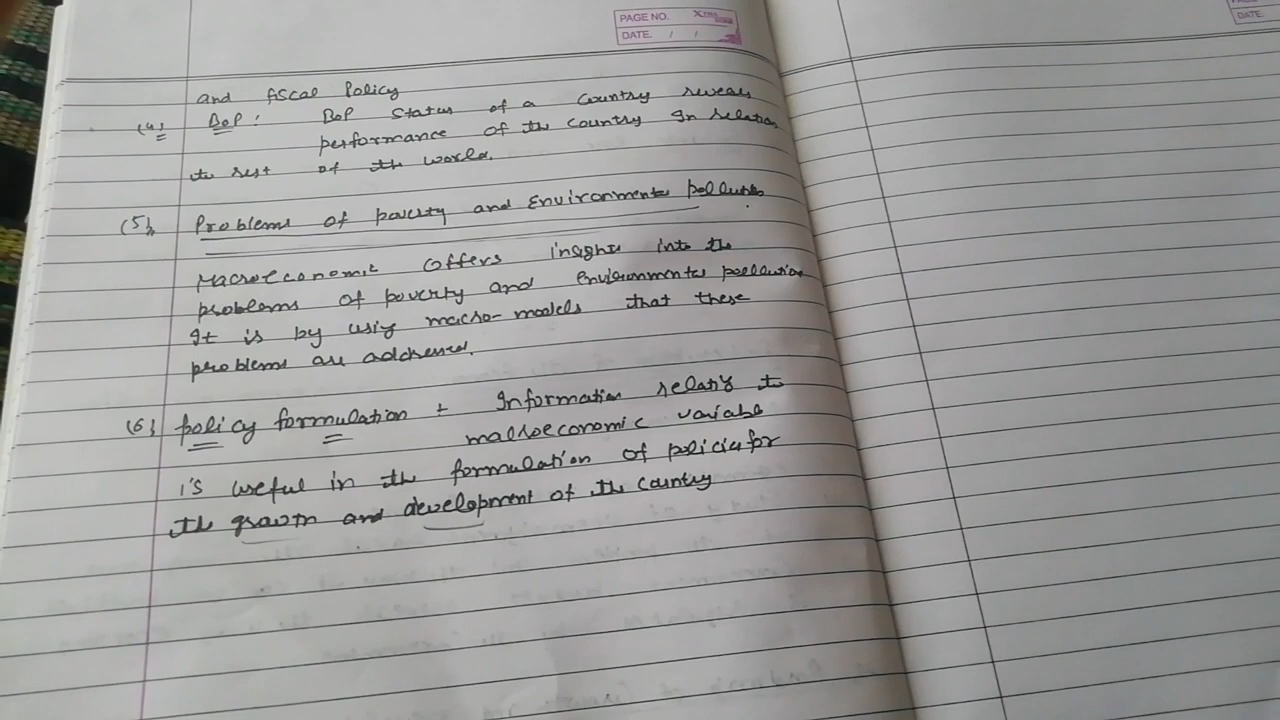 PAGE NO.
DATE. / /
DATE.
and fiscal Policy
(4) BoP: BoP Status of a Country reveals
performance of the Country In relation
to rest of the world.
(5) Problems of poverty and Environmental pollution
Macroeconomic Offers insights into the
problems of poverty and environmental pollution
It is by using macro-models that these
problems are addressed.
(6) policy formulation + Information relating to
macroeconomic variable
is useful in the formulation of policies for
the growth and development of the Country